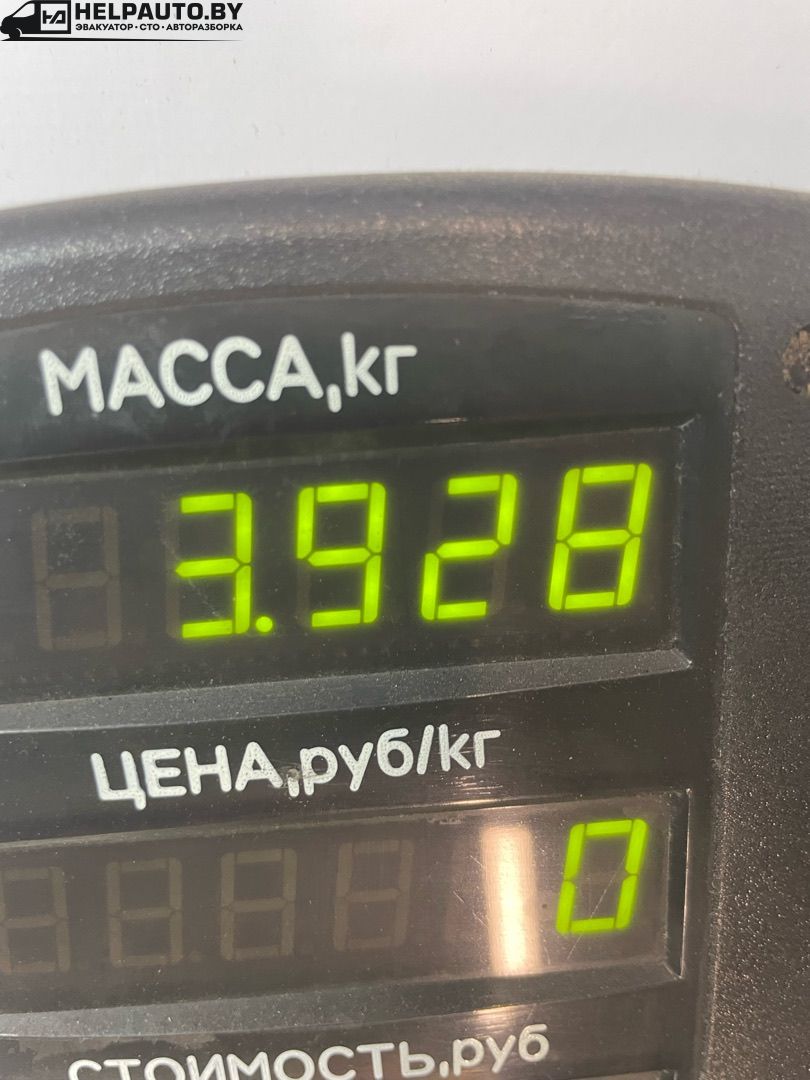 HELPAUTO.BY
ЭВАКУАТОР•СТО•АВТОРАЗБОРКА
МАССА,кг
3.928
ЦЕНА,руб/кг
0
СТОИМОСТЬ,руб